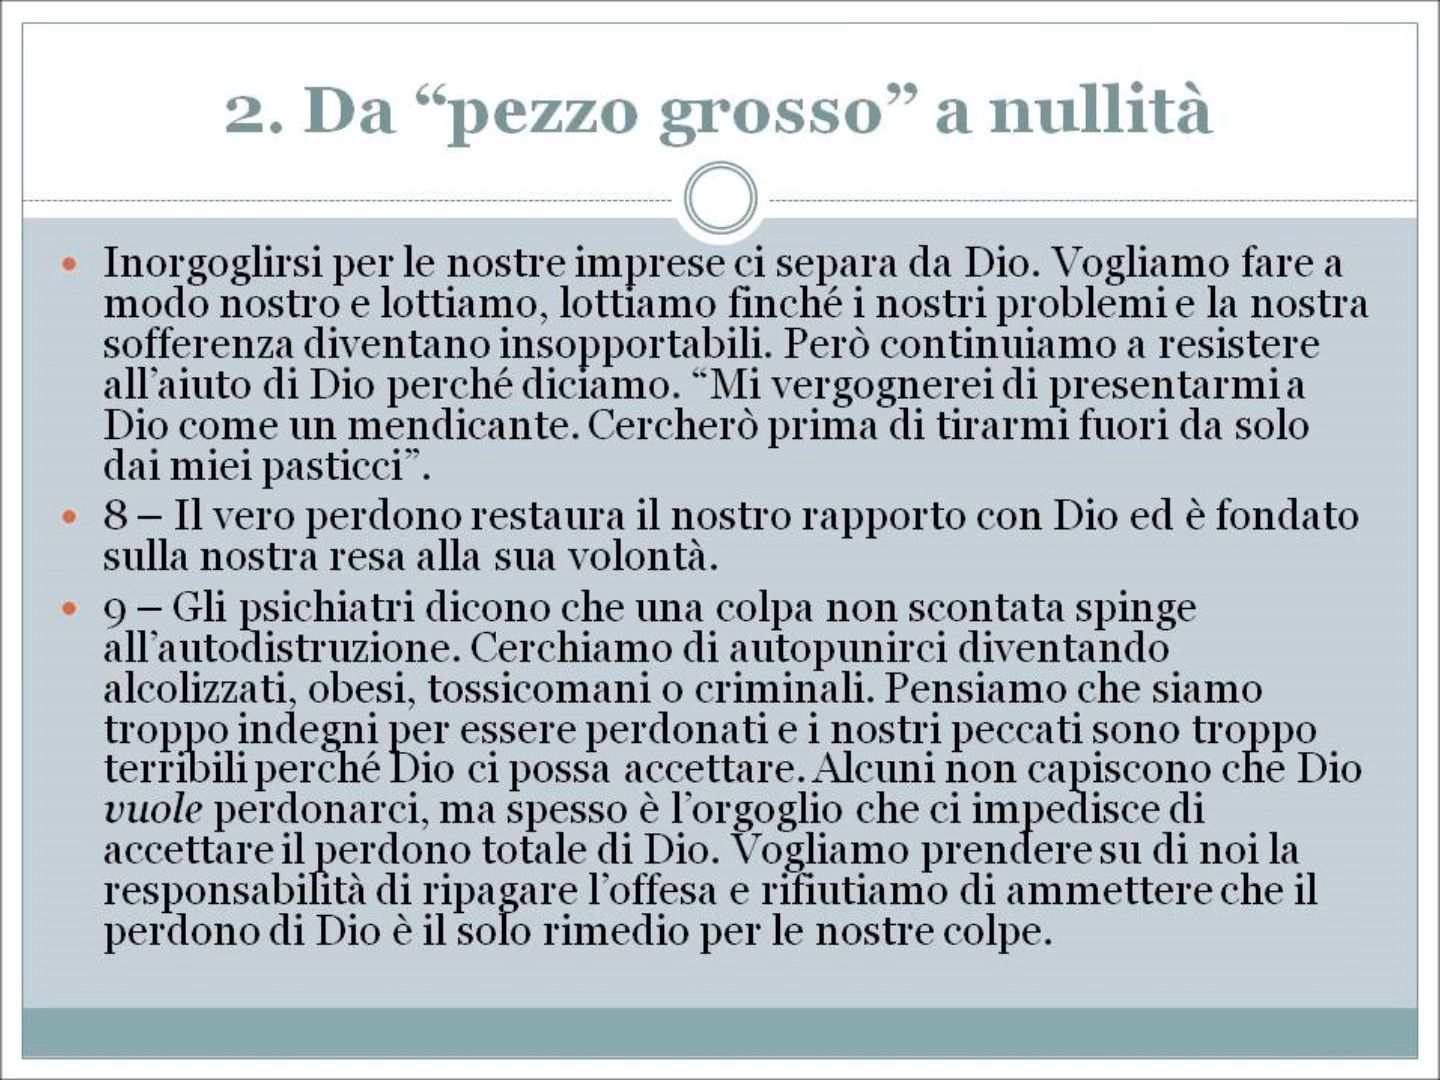 2. Da “pezzo grosso” a nullità
• Inorgoglirsi per le nostre imprese ci separa da Dio. Vogliamo fare a
modo nostro e lottiamo, lottiamo finché i nostri problemi e la nostra
sofferenza diventano insopportabili. Però continuiamo a resistere
all’aiuto di Dio perché diciamo. “Mi vergognerei di presentarmi a
Dio come un mendicante. Cercherò prima di tirarmi fuori da solo
dai miei pasticci”.
• 8 – Il vero perdono restaura il nostro rapporto con Dio ed è fondato
sulla nostra resa alla sua volontà.
• 9 – Gli psichiatri dicono che una colpa non scontata spinge
all’autodistruzione. Cerchiamo di autopunirci diventando
alcolizzati, obesi, tossicomani o criminali. Pensiamo che siamo
troppo indegni per essere perdonati e i nostri peccati sono troppo
terribili perché Dio ci possa accettare. Alcuni non capiscono che Dio
vuole perdonarci, ma spesso è l’orgoglio che ci impedisce di
accettare il perdono totale di Dio. Vogliamo prendere su di noi la
responsabilità di ripagare l’offesa e rifiutiamo di ammettere che il
perdono di Dio è il solo rimedio per le nostre colpe.